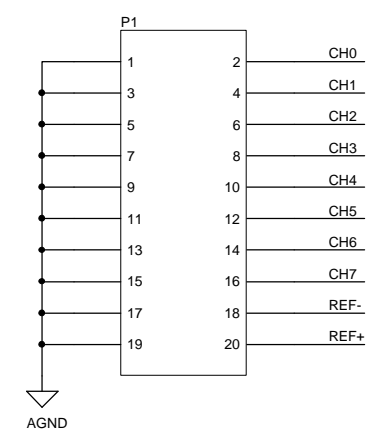 P1
1 2 CH0
3 4 CH1
5 6 CH2
7 8 CH3
9 10 CH4
11 12 CH5
13 14 CH6
15 16 CH7
17 18 REF-
19 20 REF+
AGND